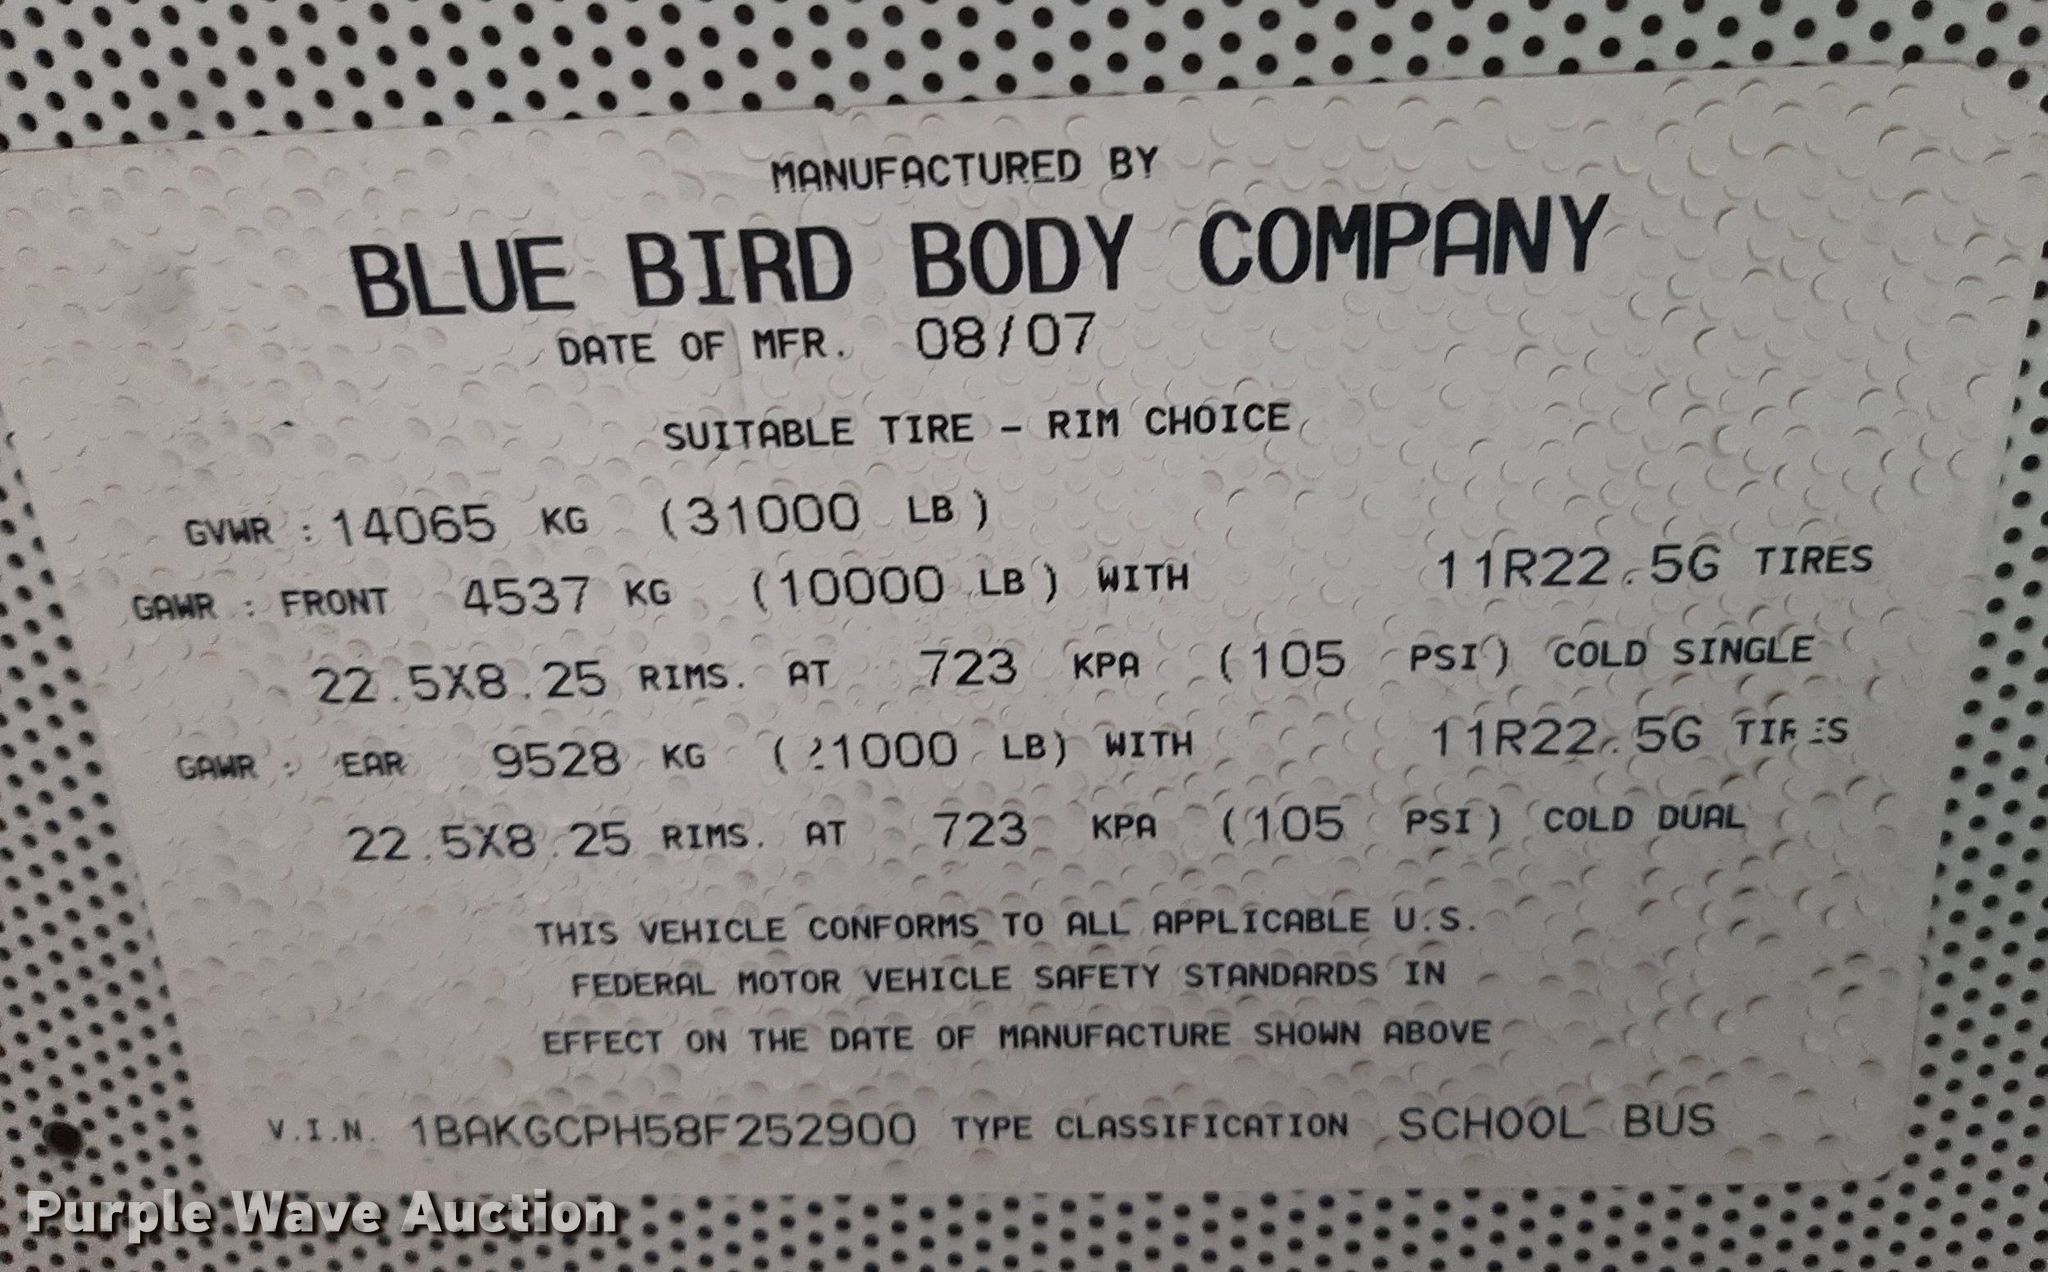 MANUFACTURED BY
BLUE BIRD BODY COMPANY
DATE OF MFR. 08/07
SUITABLE TIRE - RIM CHOICE
GVWR : 14065 KG (31000 LB)
GAWR : FRONT 4537 KG (10000 LB) WITH 11R22.5G TIRES
22.5X8.25 RIMS. AT 723 KPA (105 PSI) COLD SINGLE
GAWR : EAR 9528 KG (21000 LB) WITH 11R22.5G TIRES
22.5X8.25 RIMS. AT 723 KPA (105 PSI) COLD DUAL
THIS VEHICLE CONFORMS TO ALL APPLICABLE U.S.
FEDERAL MOTOR VEHICLE SAFETY STANDARDS IN
EFFECT ON THE DATE OF MANUFACTURE SHOWN ABOVE
V.I.N. 1BAKGCPH58F252900 TYPE CLASSIFICATION SCHOOL BUS
Purple Wave Auction